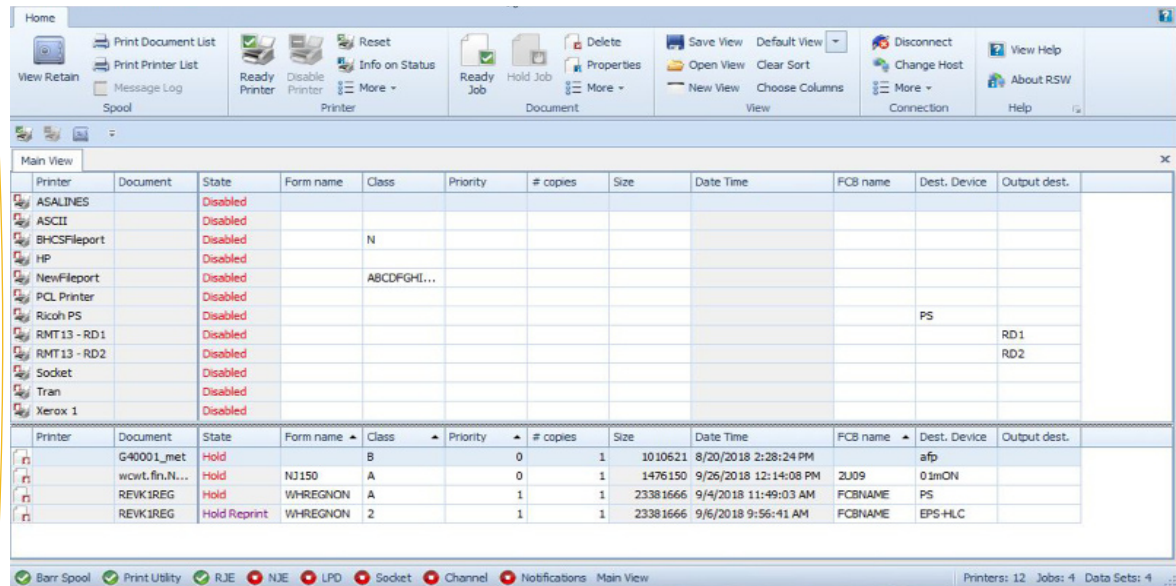 Home
Print Document List
Reset
Delete
Save View Default View
Disconnect
View Help
Print Printer List
Info on Status
Properties
Open View Clear Sort
Change Host
About RSW
View Retain
Message Log
Ready Printer
Disable Printer
More
Ready Job
Hold Job
More
New View Choose Columns
More
Spool Printer Document View Connection Help
Main View
Printer Document State Form name Class Priority # copies Size Date Time FCB name Dest. Device Output dest.
ASALINES Disabled
ASCII Disabled
BHCSFileport Disabled N
HP Disabled
NewFileport Disabled ABCDFGHI...
PCL Printer Disabled
Ricoh PS Disabled PS
RMT13 - RD1 Disabled RD1
RMT13 - RD2 Disabled RD2
Socket Disabled
Tran Disabled
Xerox 1 Disabled
Printer Document State Form name Class Priority # copies Size Date Time FCB name Dest. Device Output dest.
G40001_met Hold B 0 1 1010621 8/20/2018 2:28:24 PM afp
wcwt.fin.N... Hold NJ150 A 0 1 1476150 9/26/2018 12:14:08 PM 2U09 01mON
REVK1REG Hold WHREGNON A 1 1 23381666 9/4/2018 11:49:03 AM FCBNAME PS
REVK1REG Hold Reprint WHREGNON 2 1 1 23381666 9/6/2018 9:56:41 AM FCBNAME EPS-HLC
Barr Spool Print Utility RJE NJE LPD Socket Channel Notifications Main View Printers: 12 Jobs: 4 Data Sets: 4